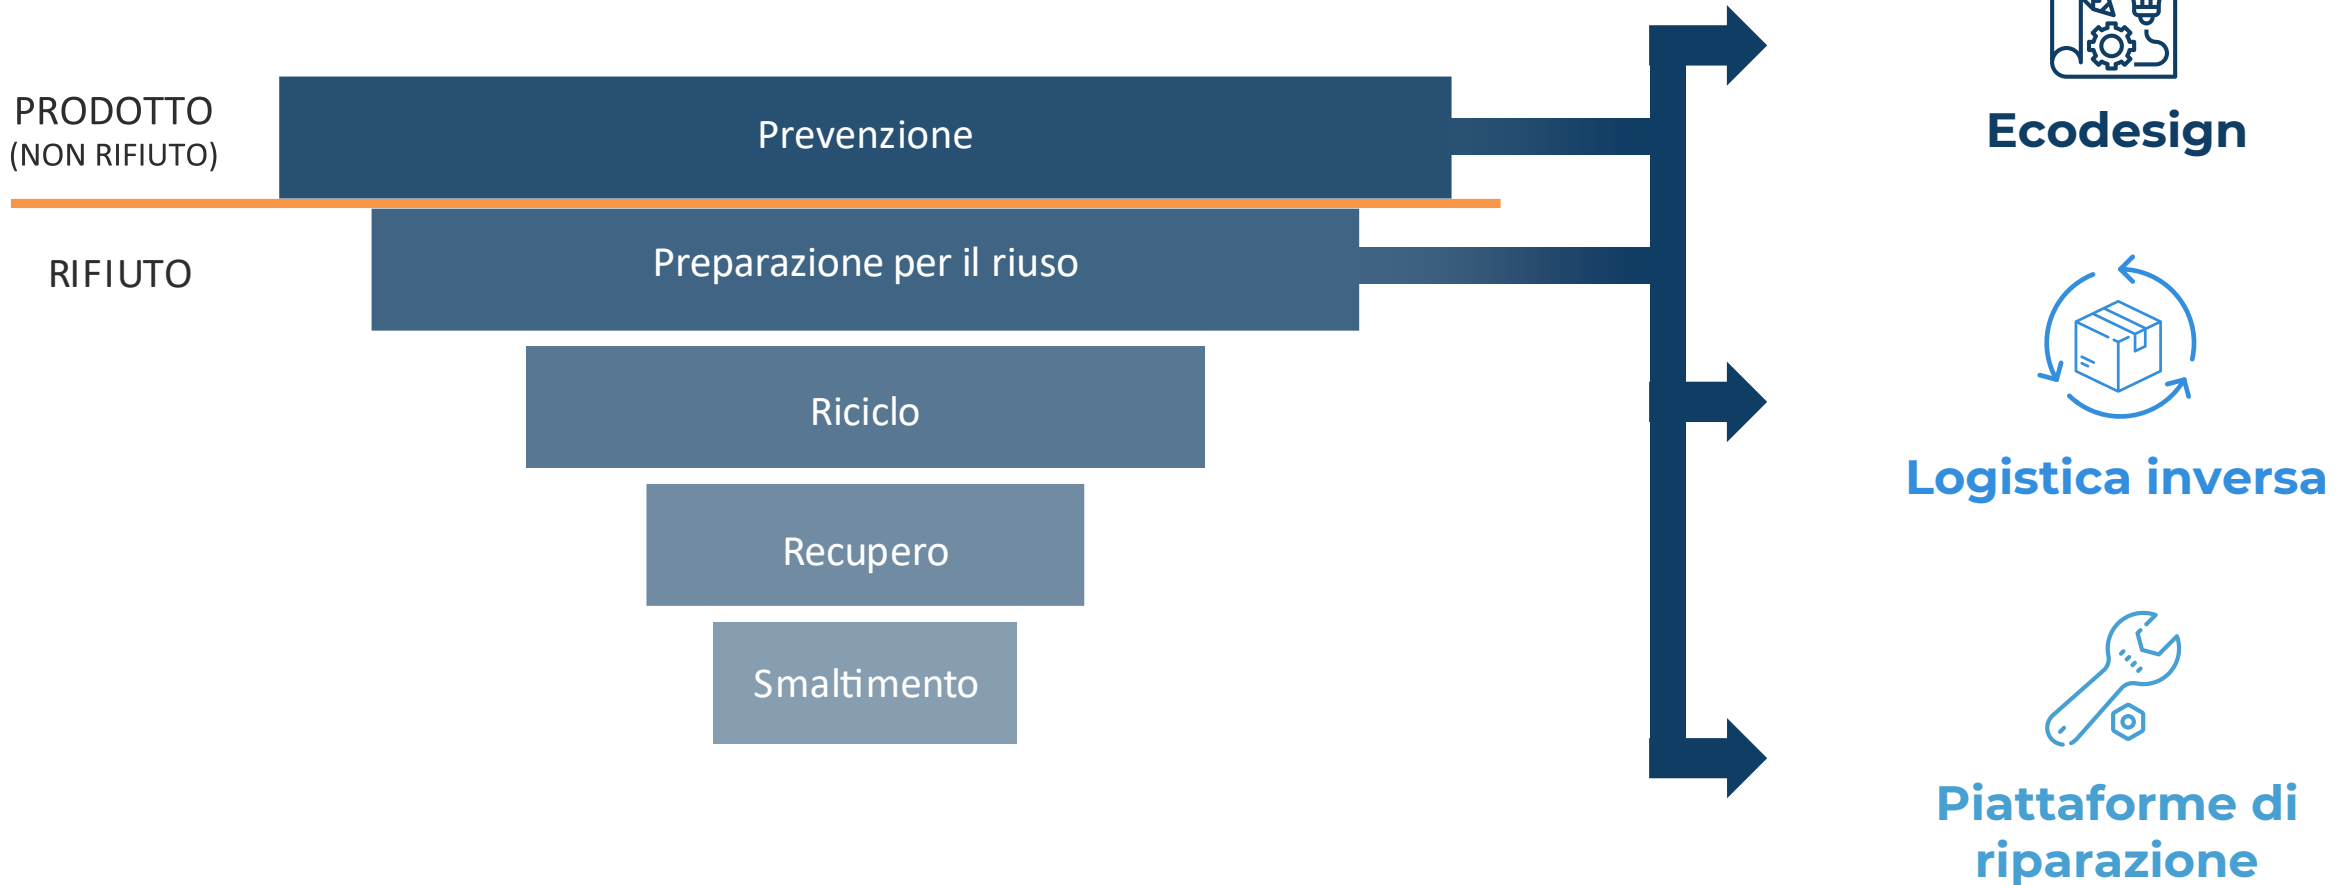 PRODOTTO
(NON RIFIUTO)
Prevenzione
Ecodesign
RIFIUTO
Preparazione per il riuso
Riciclo
Logistica inversa
Recupero
Smaltimento
Piattaforme di
riparazione